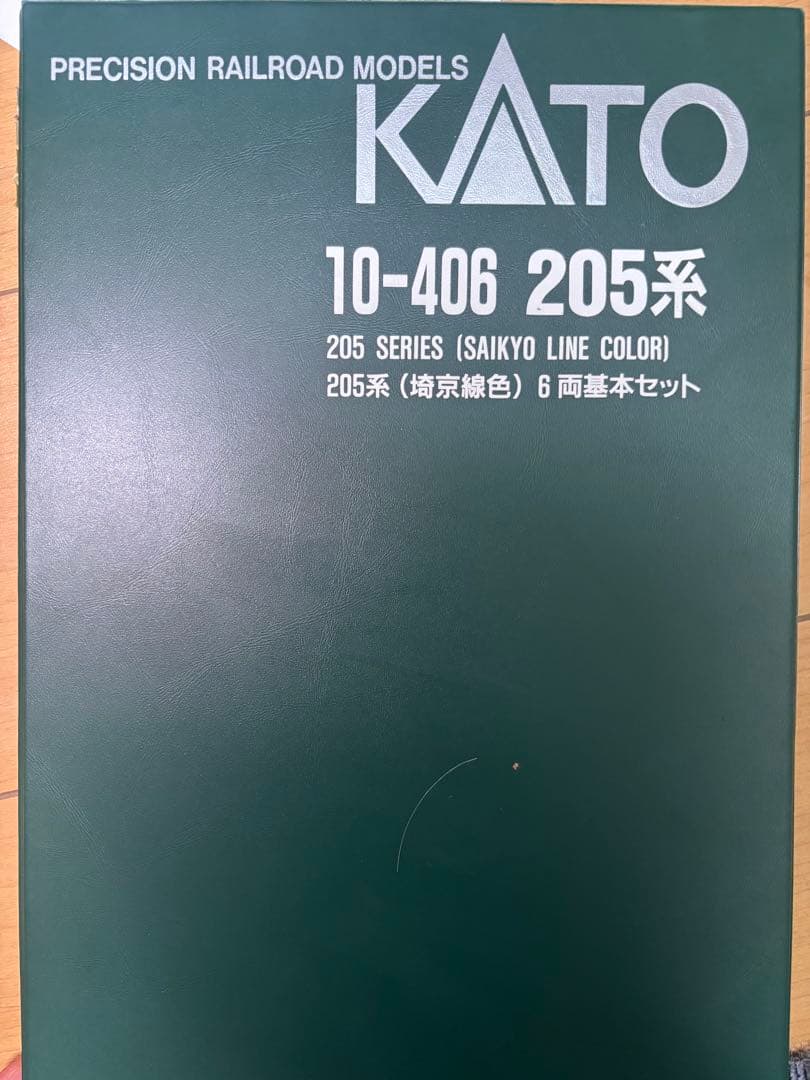 PRECISION RAILROAD MODELS
KATO
10-406 205系
205 SERIES (SAIKYO LINE COLOR)
205系(埼京線色) 6両基本セット